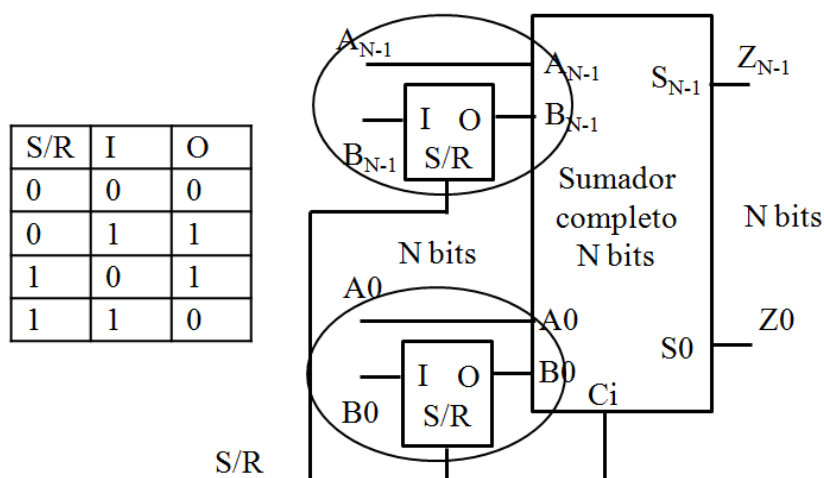 S/R I O
0 0 0
0 1 1
1 0 1
1 1 0
A_N-1
B_N-1
I O
S/R
A_N-1
B_N-1
S_N-1
Z_N-1
Sumador
completo
N bits
N bits
N bits
A0
B0
I O
S/R
A0
B0
S0
Z0
Ci
S/R